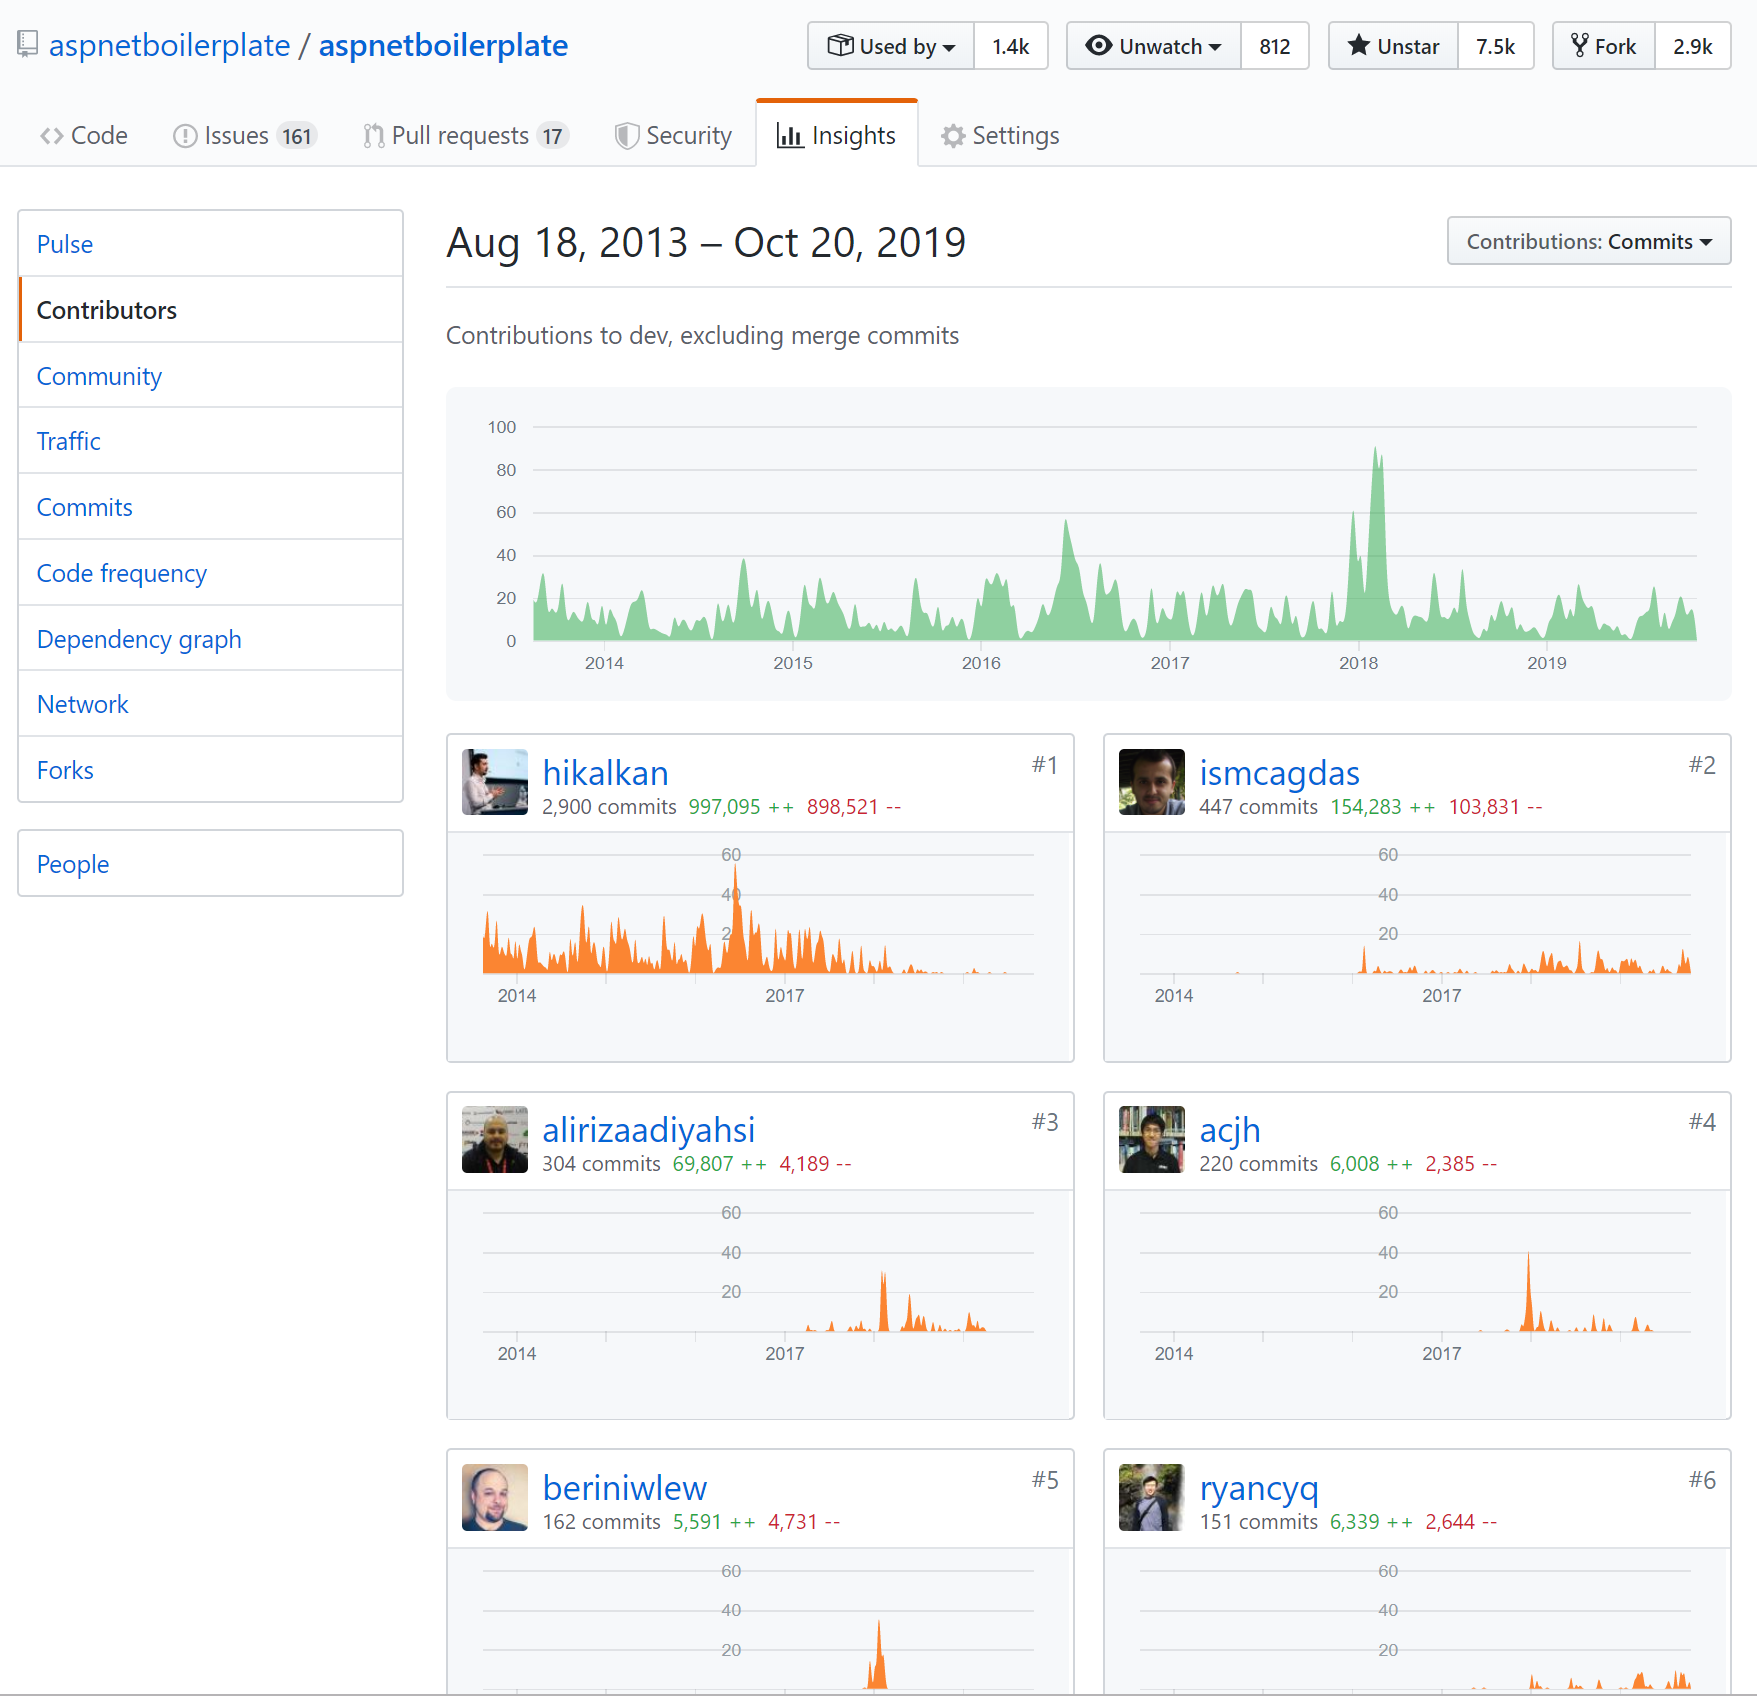 aspnetboilerplate / aspnetboilerplate
Used by 1.4k Unwatch 812 Unstar 7.5k Fork 2.9k
Code Issues 161 Pull requests 17 Security Insights Settings
Pulse
Contributors
Community
Traffic
Commits
Code frequency
Dependency graph
Network
Forks
People
Aug 18, 2013 – Oct 20, 2019
Contributions: Commits
Contributions to dev, excluding merge commits
100
80
60
40
20
0
2014 2015 2016 2017 2018 2019
hikalkan #1
2,900 commits 997,095 ++ 898,521 --
60
40
2
2014 2017
ismcagdas #2
447 commits 154,283 ++ 103,831 --
60
40
20
2014 2017
alirizaadiyahsi #3
304 commits 69,807 ++ 4,189 --
60
40
20
2014 2017
acjh #4
220 commits 6,008 ++ 2,385 --
60
40
20
2014 2017
beriniwlew #5
162 commits 5,591 ++ 4,731 --
60
40
20
ryancyq #6
151 commits 6,339 ++ 2,644 --
60
40
20